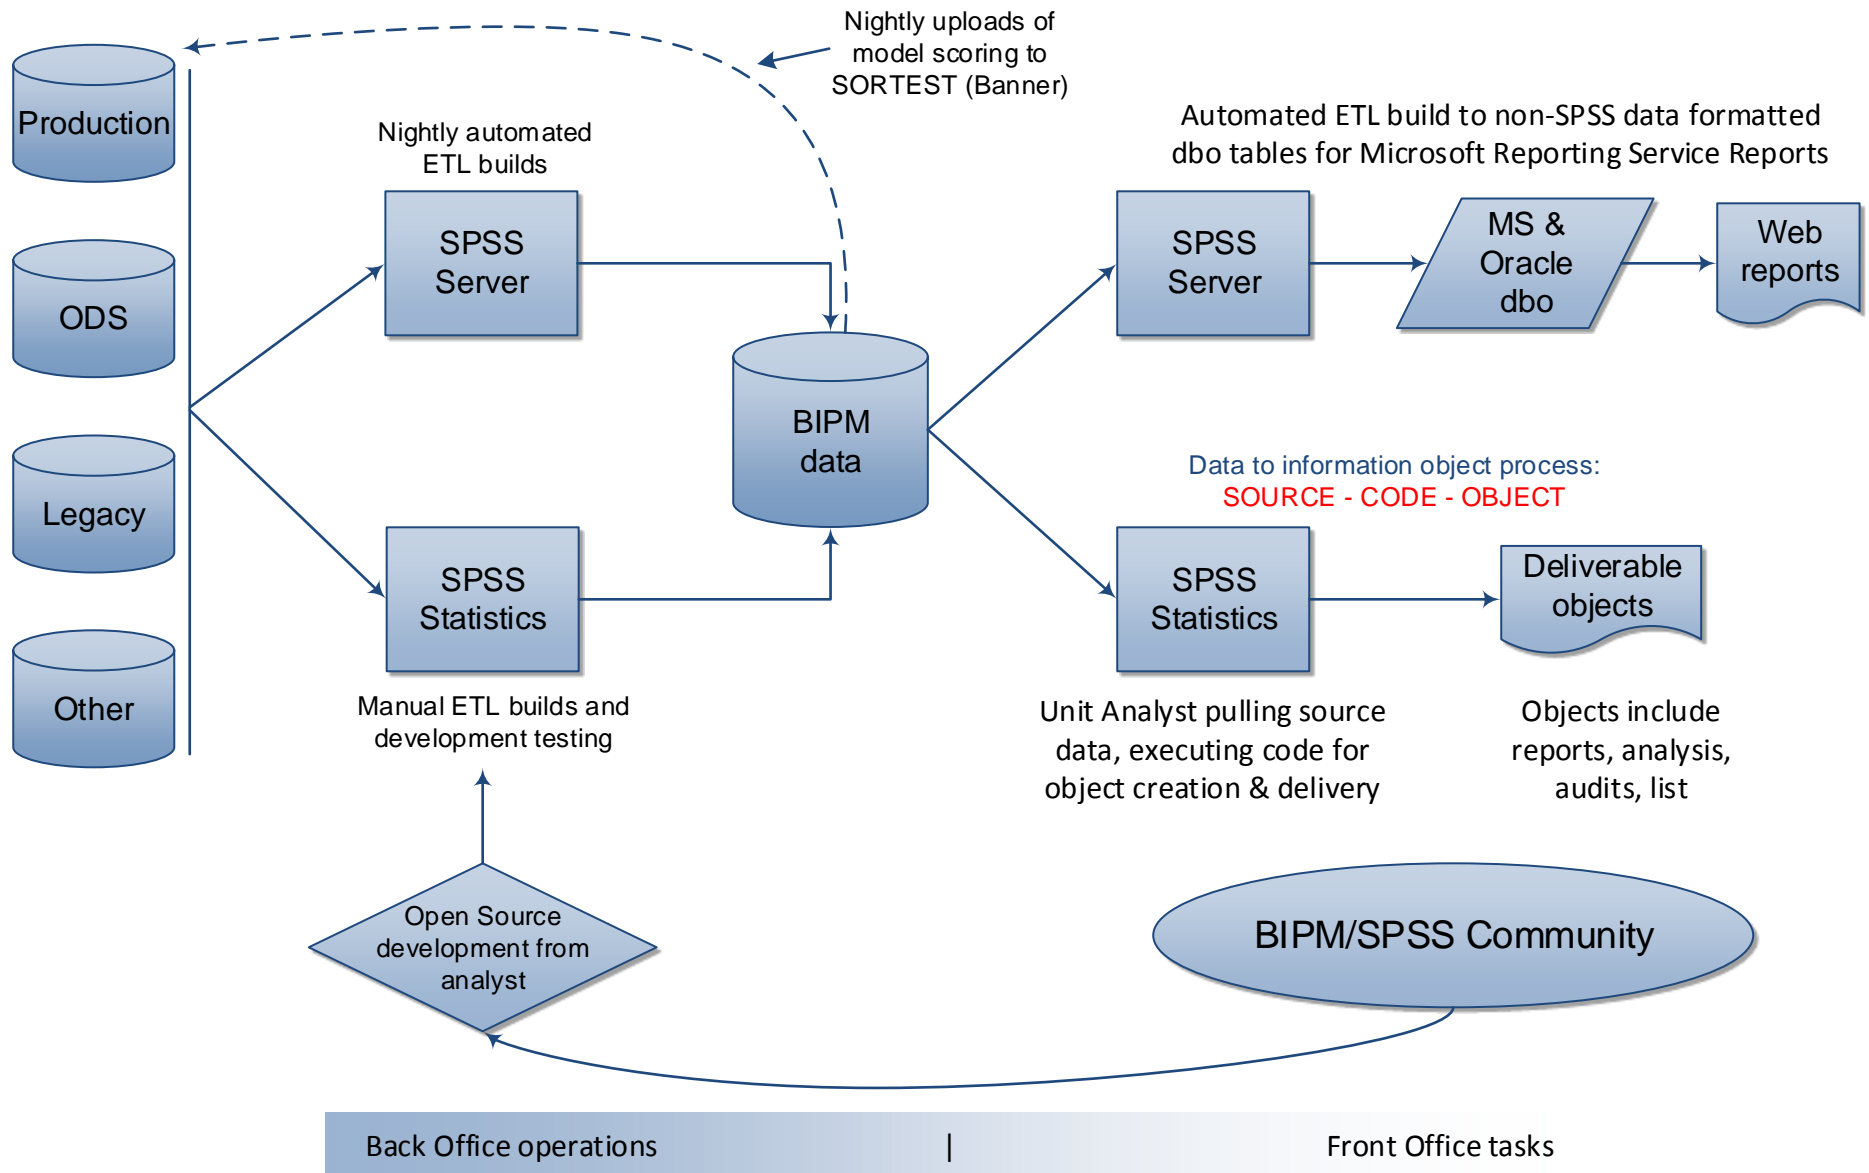 Nightly uploads of
model scoring to
SORTEST (Banner)
Production
Nightly automated
ETL builds
Automated ETL build to non-SPSS data formatted
dbo tables for Microsoft Reporting Service Reports
SPSS
Server
SPSS
Server
MS &
Oracle
dbo
Web
reports
ODS
BIPM
data
Data to information object process:
SOURCE - CODE - OBJECT
Legacy
SPSS
Statistics
SPSS
Statistics
Deliverable
objects
Other
Manual ETL builds and
development testing
Unit Analyst pulling source
data, executing code for
object creation & delivery
Objects include
reports, analysis,
audits, list
Open Source
development from
analyst
BIPM/SPSS Community
Back Office operations | Front Office tasks